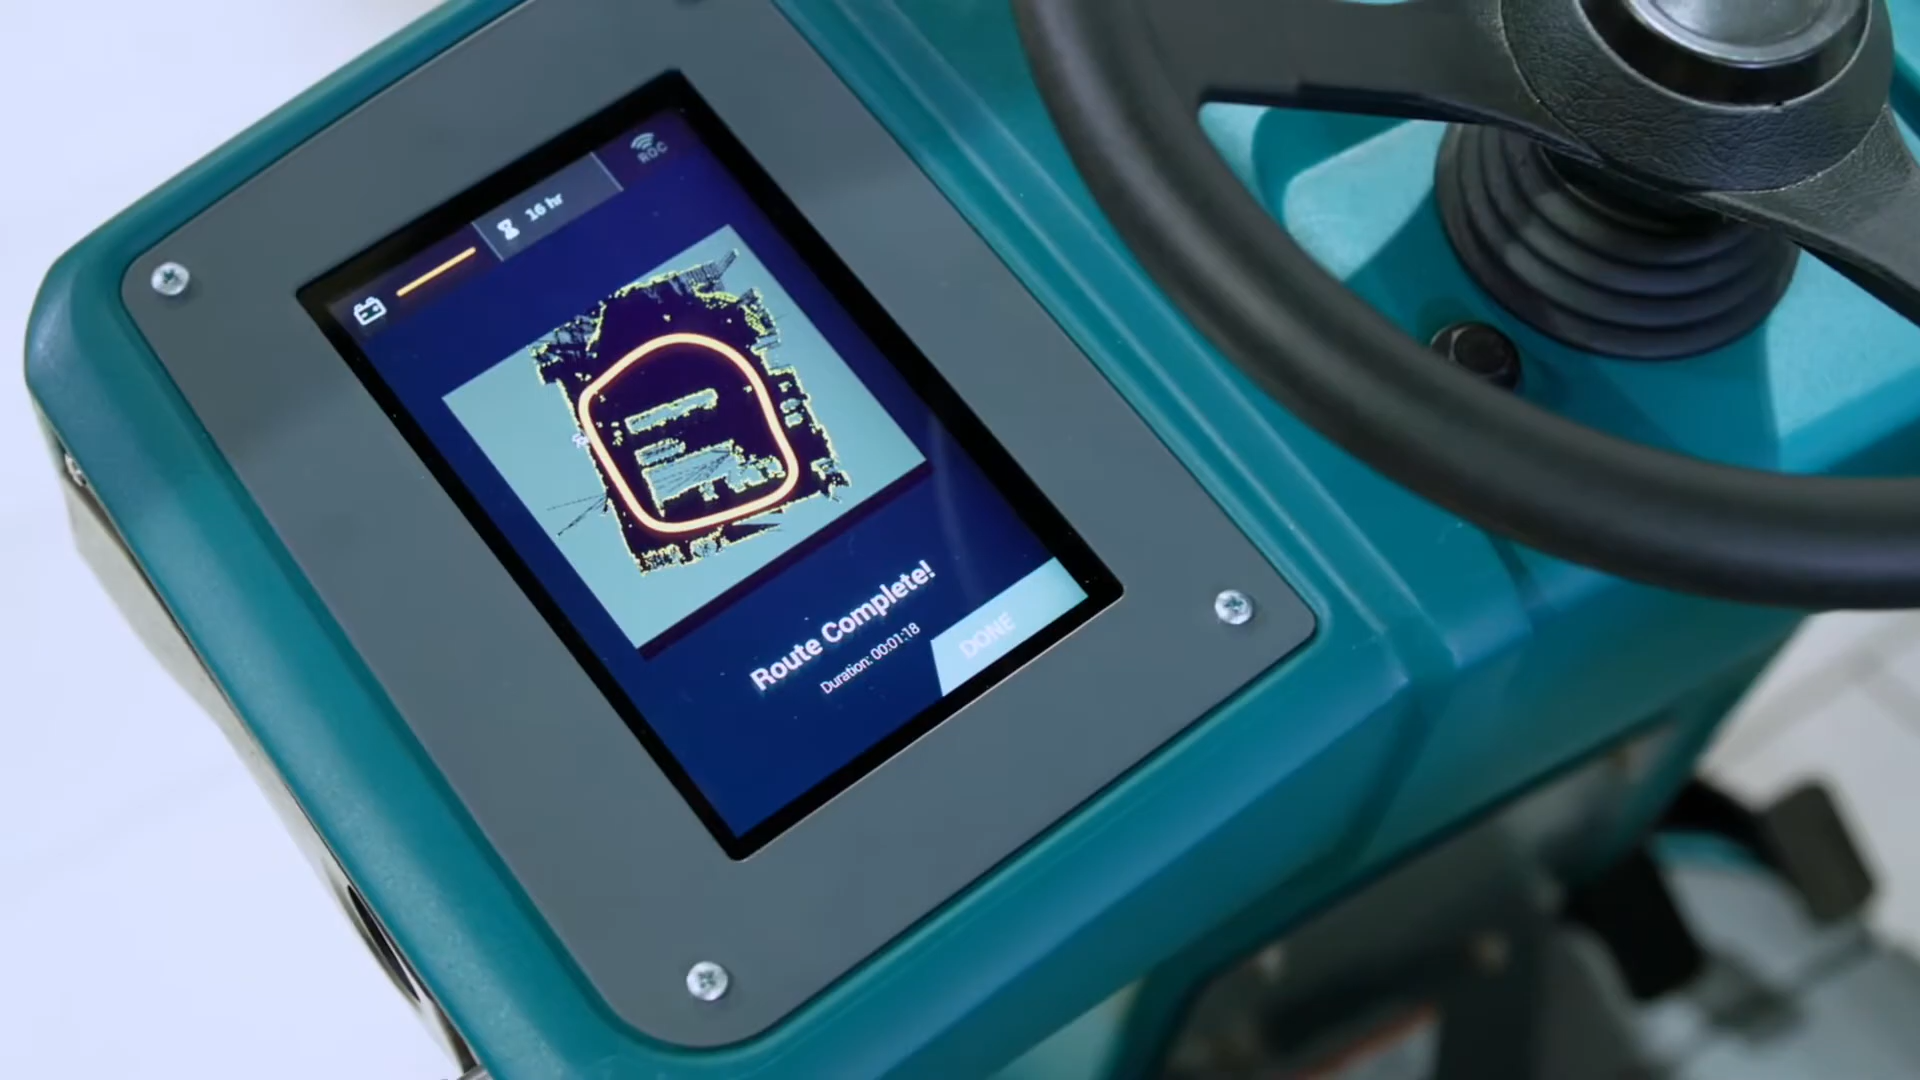 ROC
16 hr
Route Complete!
Duration: 00:01:18
DONE